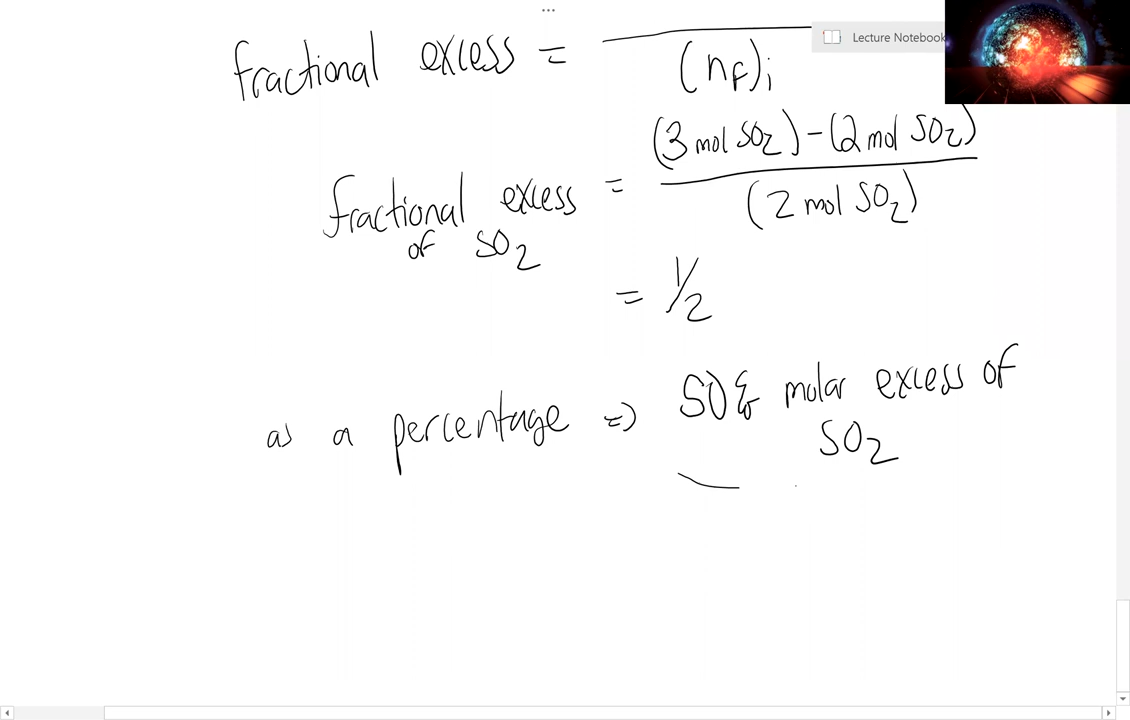 ...
Lecture Notebook
fractional excess =
(nF)i
fractional excess of SO2 = (3 mol SO2) - (2 mol SO2)
(2 mol SO2)
= 1/2
as a percentage => 50% molar excess of
SO2